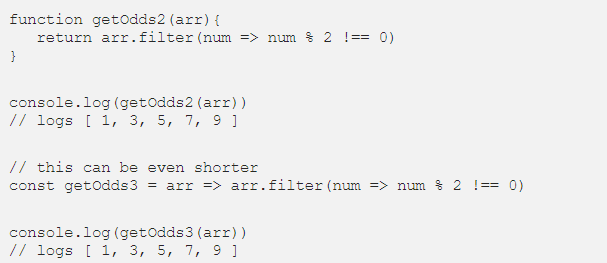 function getOdds2(arr){
   return arr.filter(num => num % 2 !== 0)
}
console.log(getOdds2(arr))
// logs [ 1, 3, 5, 7, 9 ]
// this can be even shorter
const getOdds3 = arr => arr.filter(num => num % 2 !== 0)
console.log(getOdds3(arr))
// logs [ 1, 3, 5, 7, 9 ]